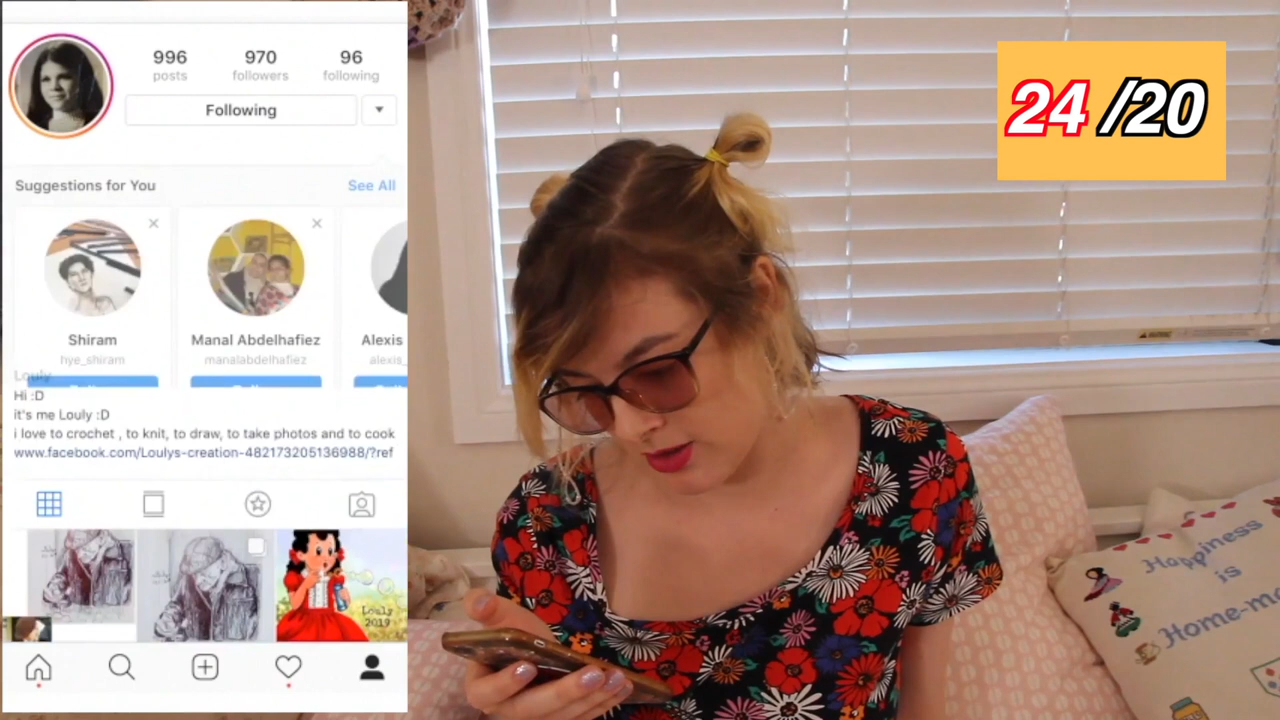 996 970 96
posts followers following
Following
Suggestions for You See All
Shiram Manal Abdelhafiez Alexis
hye_shiram manalabdelhafiez alexis_
Louly
Hi :D
it's me Louly :D
i love to crochet , to knit, to draw, to take photos and to cook
www.facebook.com/Loulys-creation-482173205136988/?ref
Louly
2019
24 /20
Happiness
is
Home-m